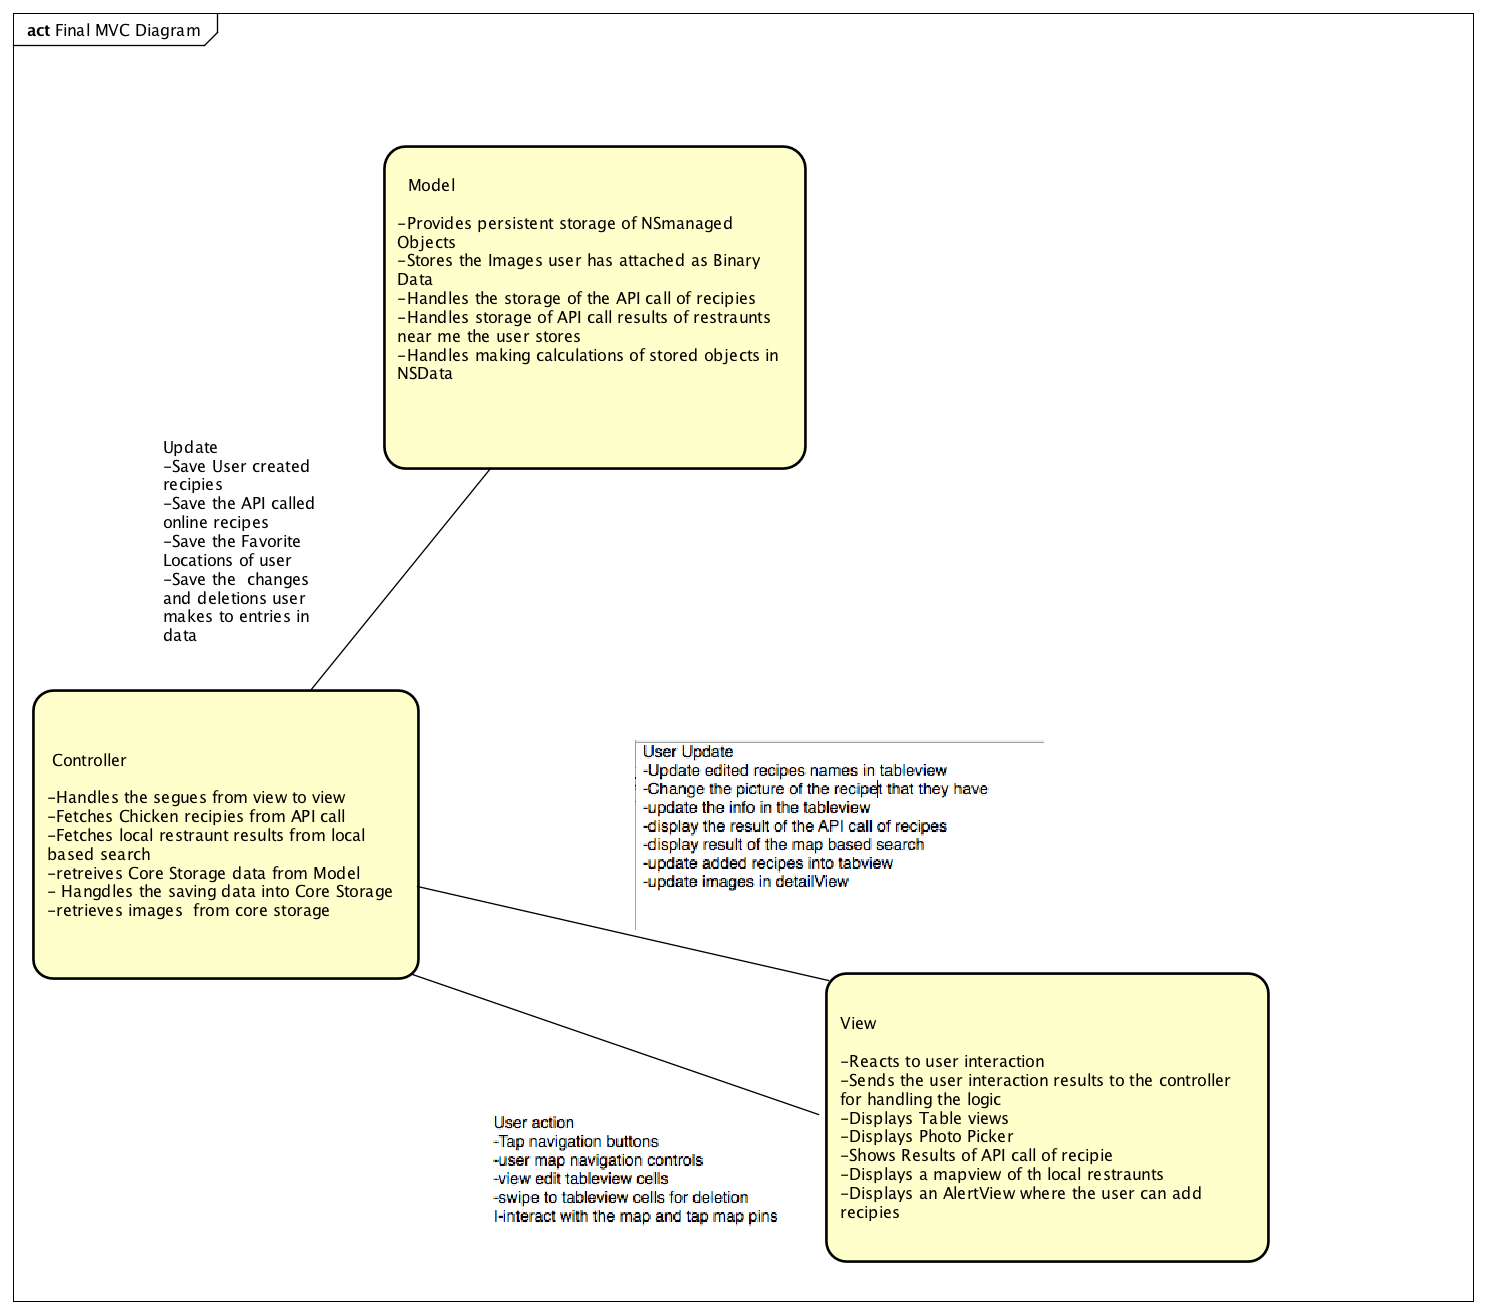 act Final MVC Diagram
Model
-Provides persistent storage of NSmanaged
Objects
-Stores the Images user has attached as Binary
Data
-Handles the storage of the API call of recipies
-Handles storage of API call results of restraunts
near me the user stores
-Handles making calculations of stored objects in
NSData
Update
-Save User created
recipies
-Save the API called
online recipes
-Save the Favorite
Locations of user
-Save the  changes
and deletions user
makes to entries in
data
Controller
-Handles the segues from view to view
-Fetches Chicken recipies from API call
-Fetches local restraunt results from local
based search
-retreives Core Storage data from Model
- Hangdles the saving data into Core Storage
-retrieves images  from core storage
User Update
-Update edited recipes names in tableview
-Change the picture of the recipet that they have
-update the info in the tableview
-display the result of the API call of recipes
-display result of the map based search
-update added recipes into tabview
-update images in detailView
View
-Reacts to user interaction
-Sends the user interaction results to the controller
for handling the logic
-Displays Table views
-Displays Photo Picker
-Shows Results of API call of recipie
-Displays a mapview of th local restraunts
-Displays an AlertView where the user can add
recipies
User action
-Tap navigation buttons
-user map navigation controls
-view edit tableview cells
-swipe to tableview cells for deletion
l-interact with the map and tap map pins